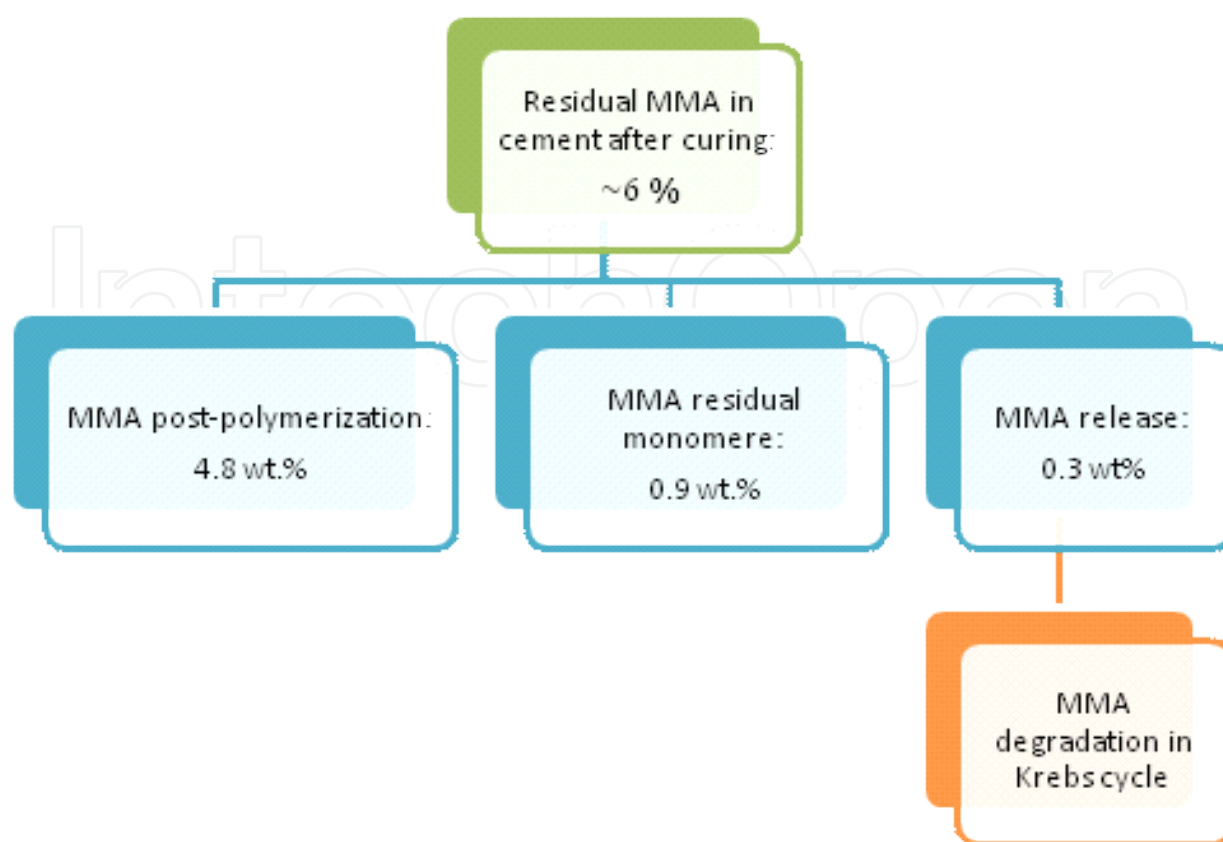 Residual MMA in
cement after curing:
~6 %
IntechOpen
MMA post-polymerization:
4.8 wt.%
MMA residual
monomere:
0.9 wt.%
MMA release:
0.3 wt%
MMA
degradation in
Krebs cycle